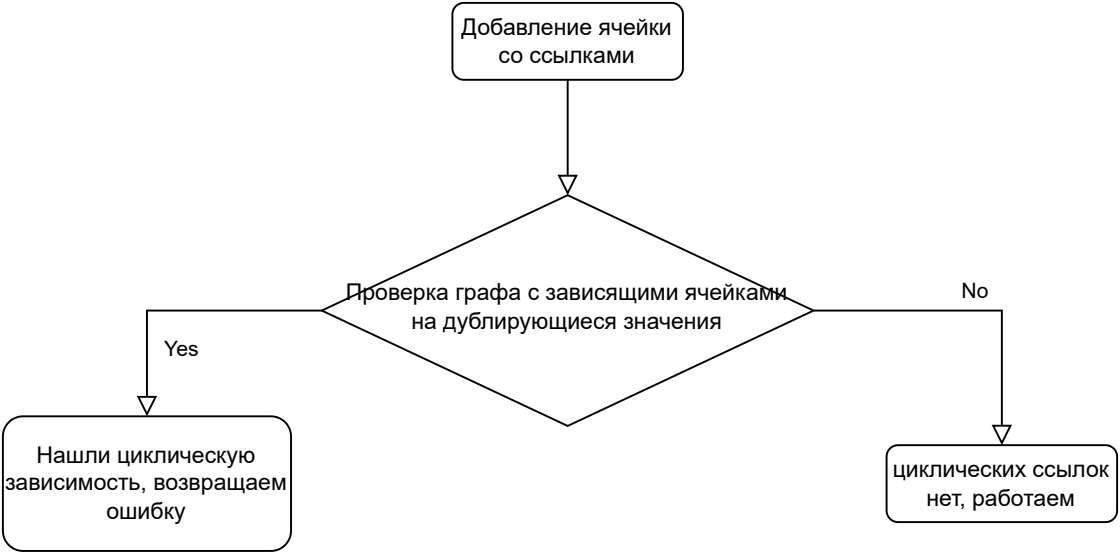 Добавление ячейки
со ссылками
Проверка графа с зависящими ячейками
на дублирующиеся значения
No
Yes
Нашли циклическую
зависимость, возвращаем
ошибку
циклических ссылок
нет, работаем